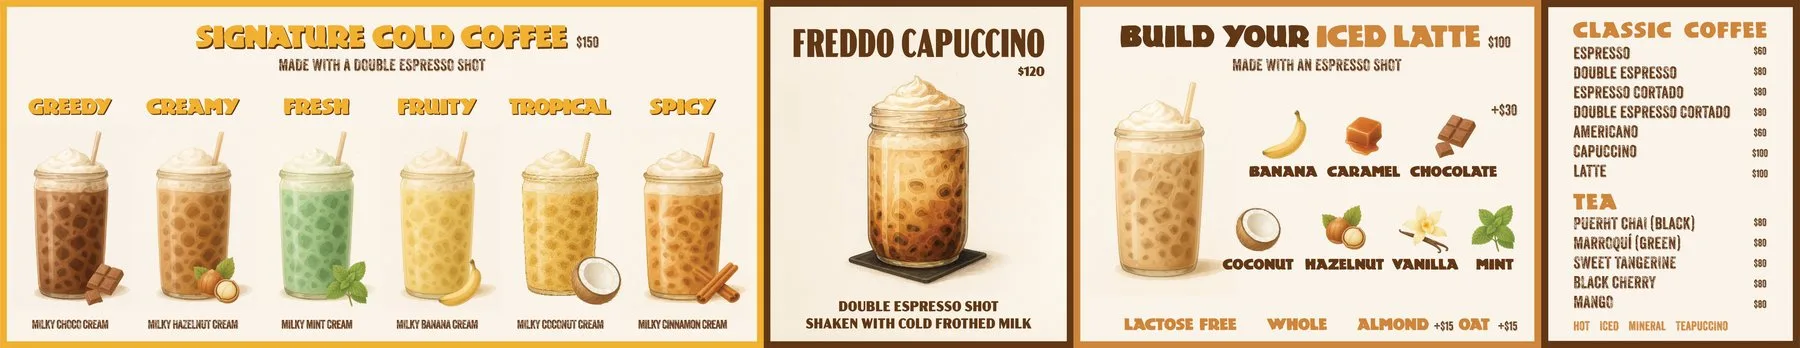 SIGNATURE COLD COFFEE $150
MADE WITH A DOUBLE ESPRESSO SHOT
GREEDY CREAMY FRESH FRUITY TROPICAL SPICY
MILKY CHOCO CREAM MILKY HAZELNUT CREAM MILKY MINT CREAM MILKY BANANA CREAM MILKY COCONUT CREAM MILKY CINNAMON CREAM
FREDDO CAPUCCINO
$120
DOUBLE ESPRESSO SHOT
SHAKEN WITH COLD FROTHED MILK
BUILD YOUR ICED LATTE $100
MADE WITH AN ESPRESSO SHOT
+$30
BANANA CARAMEL CHOCOLATE
COCONUT HAZELNUT VANILLA MINT
LACTOSE FREE WHOLE ALMOND +$15 OAT +$15
CLASSIC COFFEE
ESPRESSO $60
DOUBLE ESPRESSO $80
ESPRESSO CORTADO $80
DOUBLE ESPRESSO CORTADO $80
AMERICANO $60
CAPUCCINO $100
LATTE $100
TEA
PUERHT CHAI (BLACK) $80
MARROQUÍ (GREEN) $80
SWEET TANGERINE $80
BLACK CHERRY $80
MANGO $80
HOT ICED MINERAL TEAPUCCINO